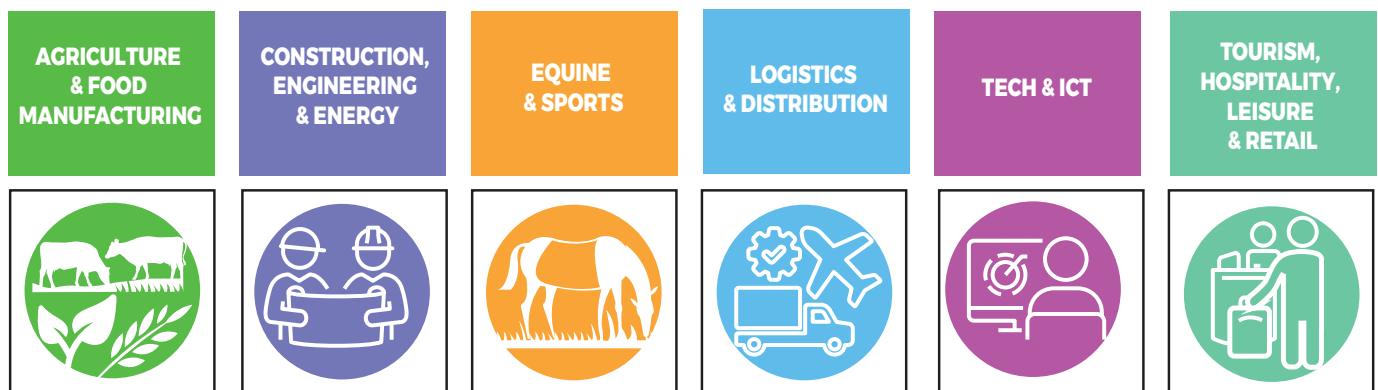 AGRICULTURE
& FOOD
MANUFACTURING
CONSTRUCTION,
ENGINEERING
& ENERGY
EQUINE
& SPORTS
LOGISTICS
& DISTRIBUTION
TECH & ICT
TOURISM,
HOSPITALITY,
LEISURE
& RETAIL